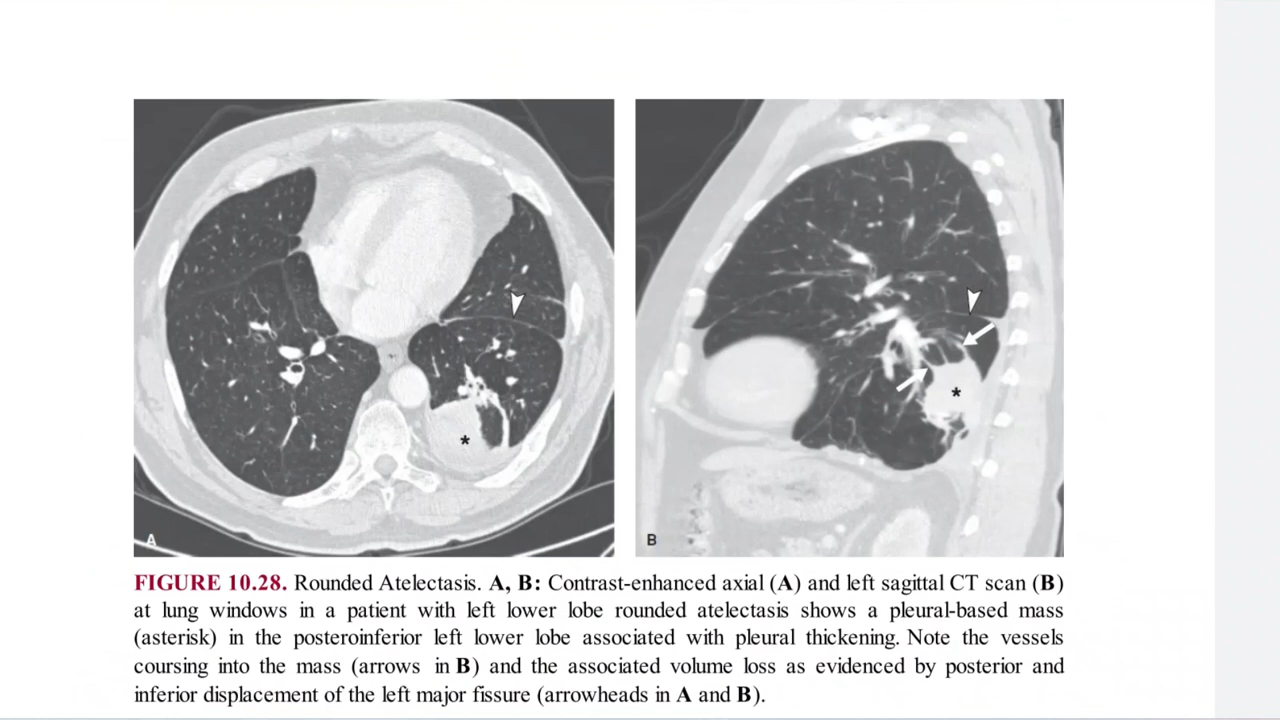 *
*
A
B
FIGURE 10.28. Rounded Atelectasis. A, B: Contrast-enhanced axial (A) and left sagittal CT scan (B)
at lung windows in a patient with left lower lobe rounded atelectasis shows a pleural-based mass
(asterisk) in the posteroinferior left lower lobe associated with pleural thickening. Note the vessels
coursing into the mass (arrows in B) and the associated volume loss as evidenced by posterior and
inferior displacement of the left major fissure (arrowheads in A and B).